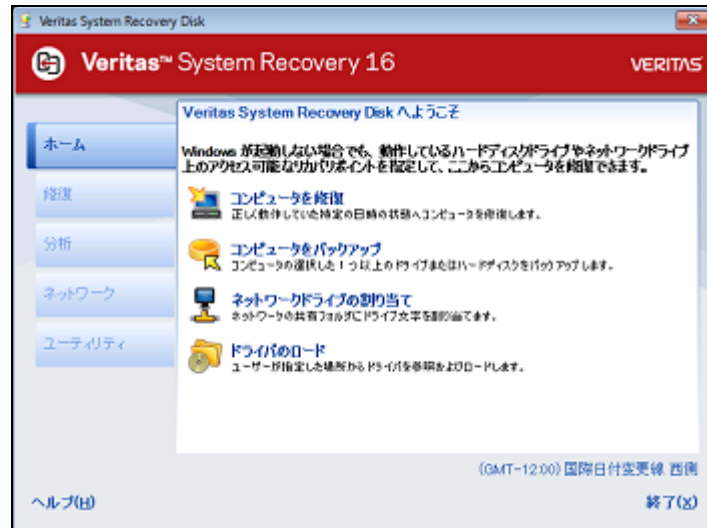 Veritas System Recovery Disk
Veritas™ System Recovery 16
VERITAS
Veritas System Recovery Disk へようこそ
ホーム
Windows が起動しない場合でも、動作しているハードディスクドライブやネットワークドライブ
上のアクセス可能なリカバリポイントを指定して、ここからコンピュータを修復できます。
修復
コンピュータを修復
正しく動作していた特定の日時の状態へコンピュータを修復します。
分析
コンピュータをバックアップ
コンピュータの選択した 1 つ以上のドライブまたはハードディスクをバックアップします。
ネットワーク
ネットワークドライブの割り当て
ネットワークの共有フォルダにドライブ文字を割り当てます。
ユーティリティ
ドライバのロード
ユーザーが指定した場所からドライバを参照およびロードします。
(GMT-12:00) 国際日付変更線 西側
ヘルプ(H)
終了(X)